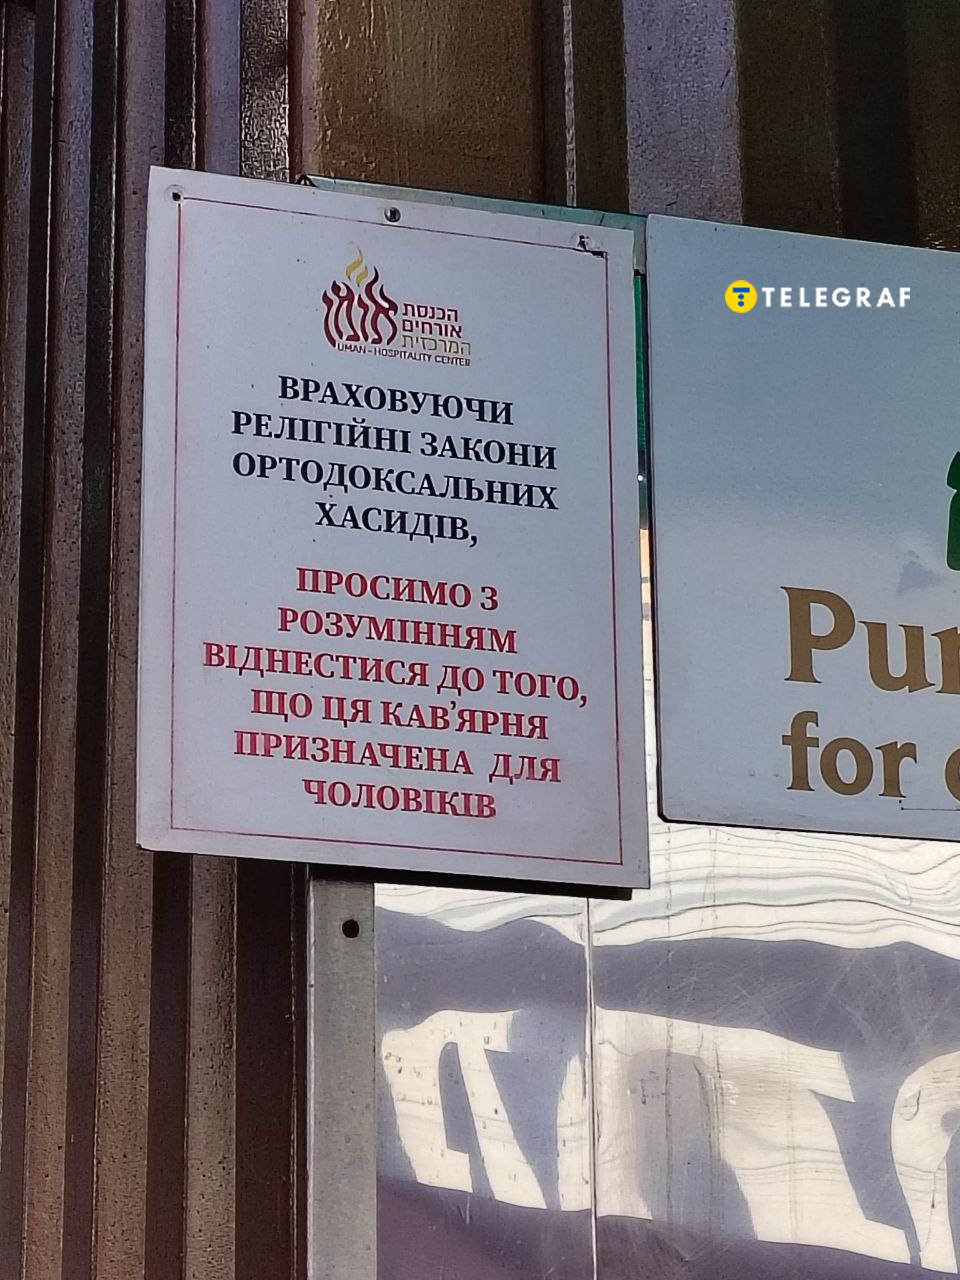 אומן
הכנסת
אורחים
המרכזית
UMAN - HOSPITALITY CENTER
ВРАХОВУЮЧИ
РЕЛІГІЙНІ ЗАКОНИ
ОРТОДОКСАЛЬНИХ
ХАСИДІВ,
ПРОСИМО З
РОЗУМІННЯМ
ВІДНЕСТИСЯ ДО ТОГО,
ЩО ЦЯ КАВ’ЯРНЯ
ПРИЗНАЧЕНА ДЛЯ
ЧОЛОВІКІВ
TELEGRAF
for